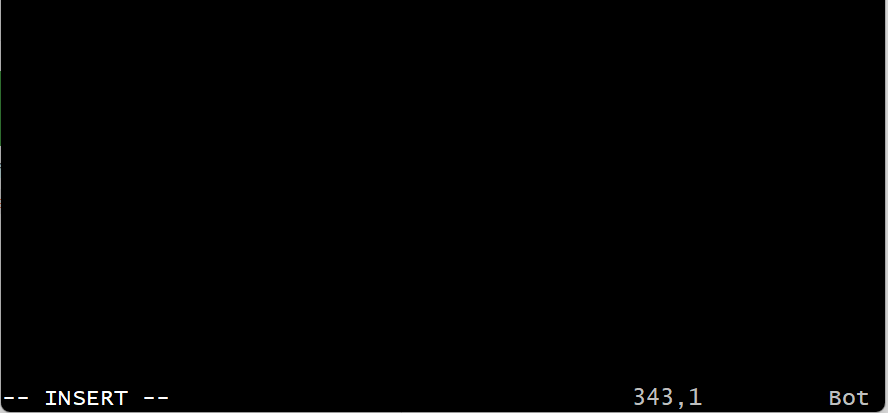 -- INSERT -- 343,1 Bot